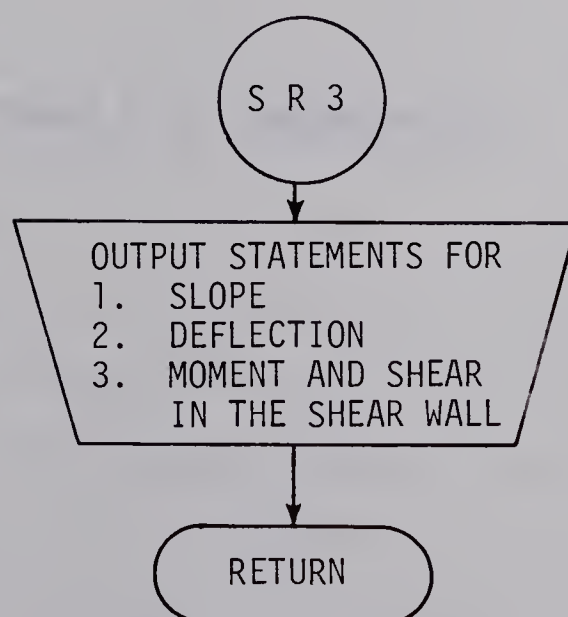 S R 3
OUTPUT STATEMENTS FOR
1. SLOPE
2. DEFLECTION
3. MOMENT AND SHEAR
IN THE SHEAR WALL
RETURN